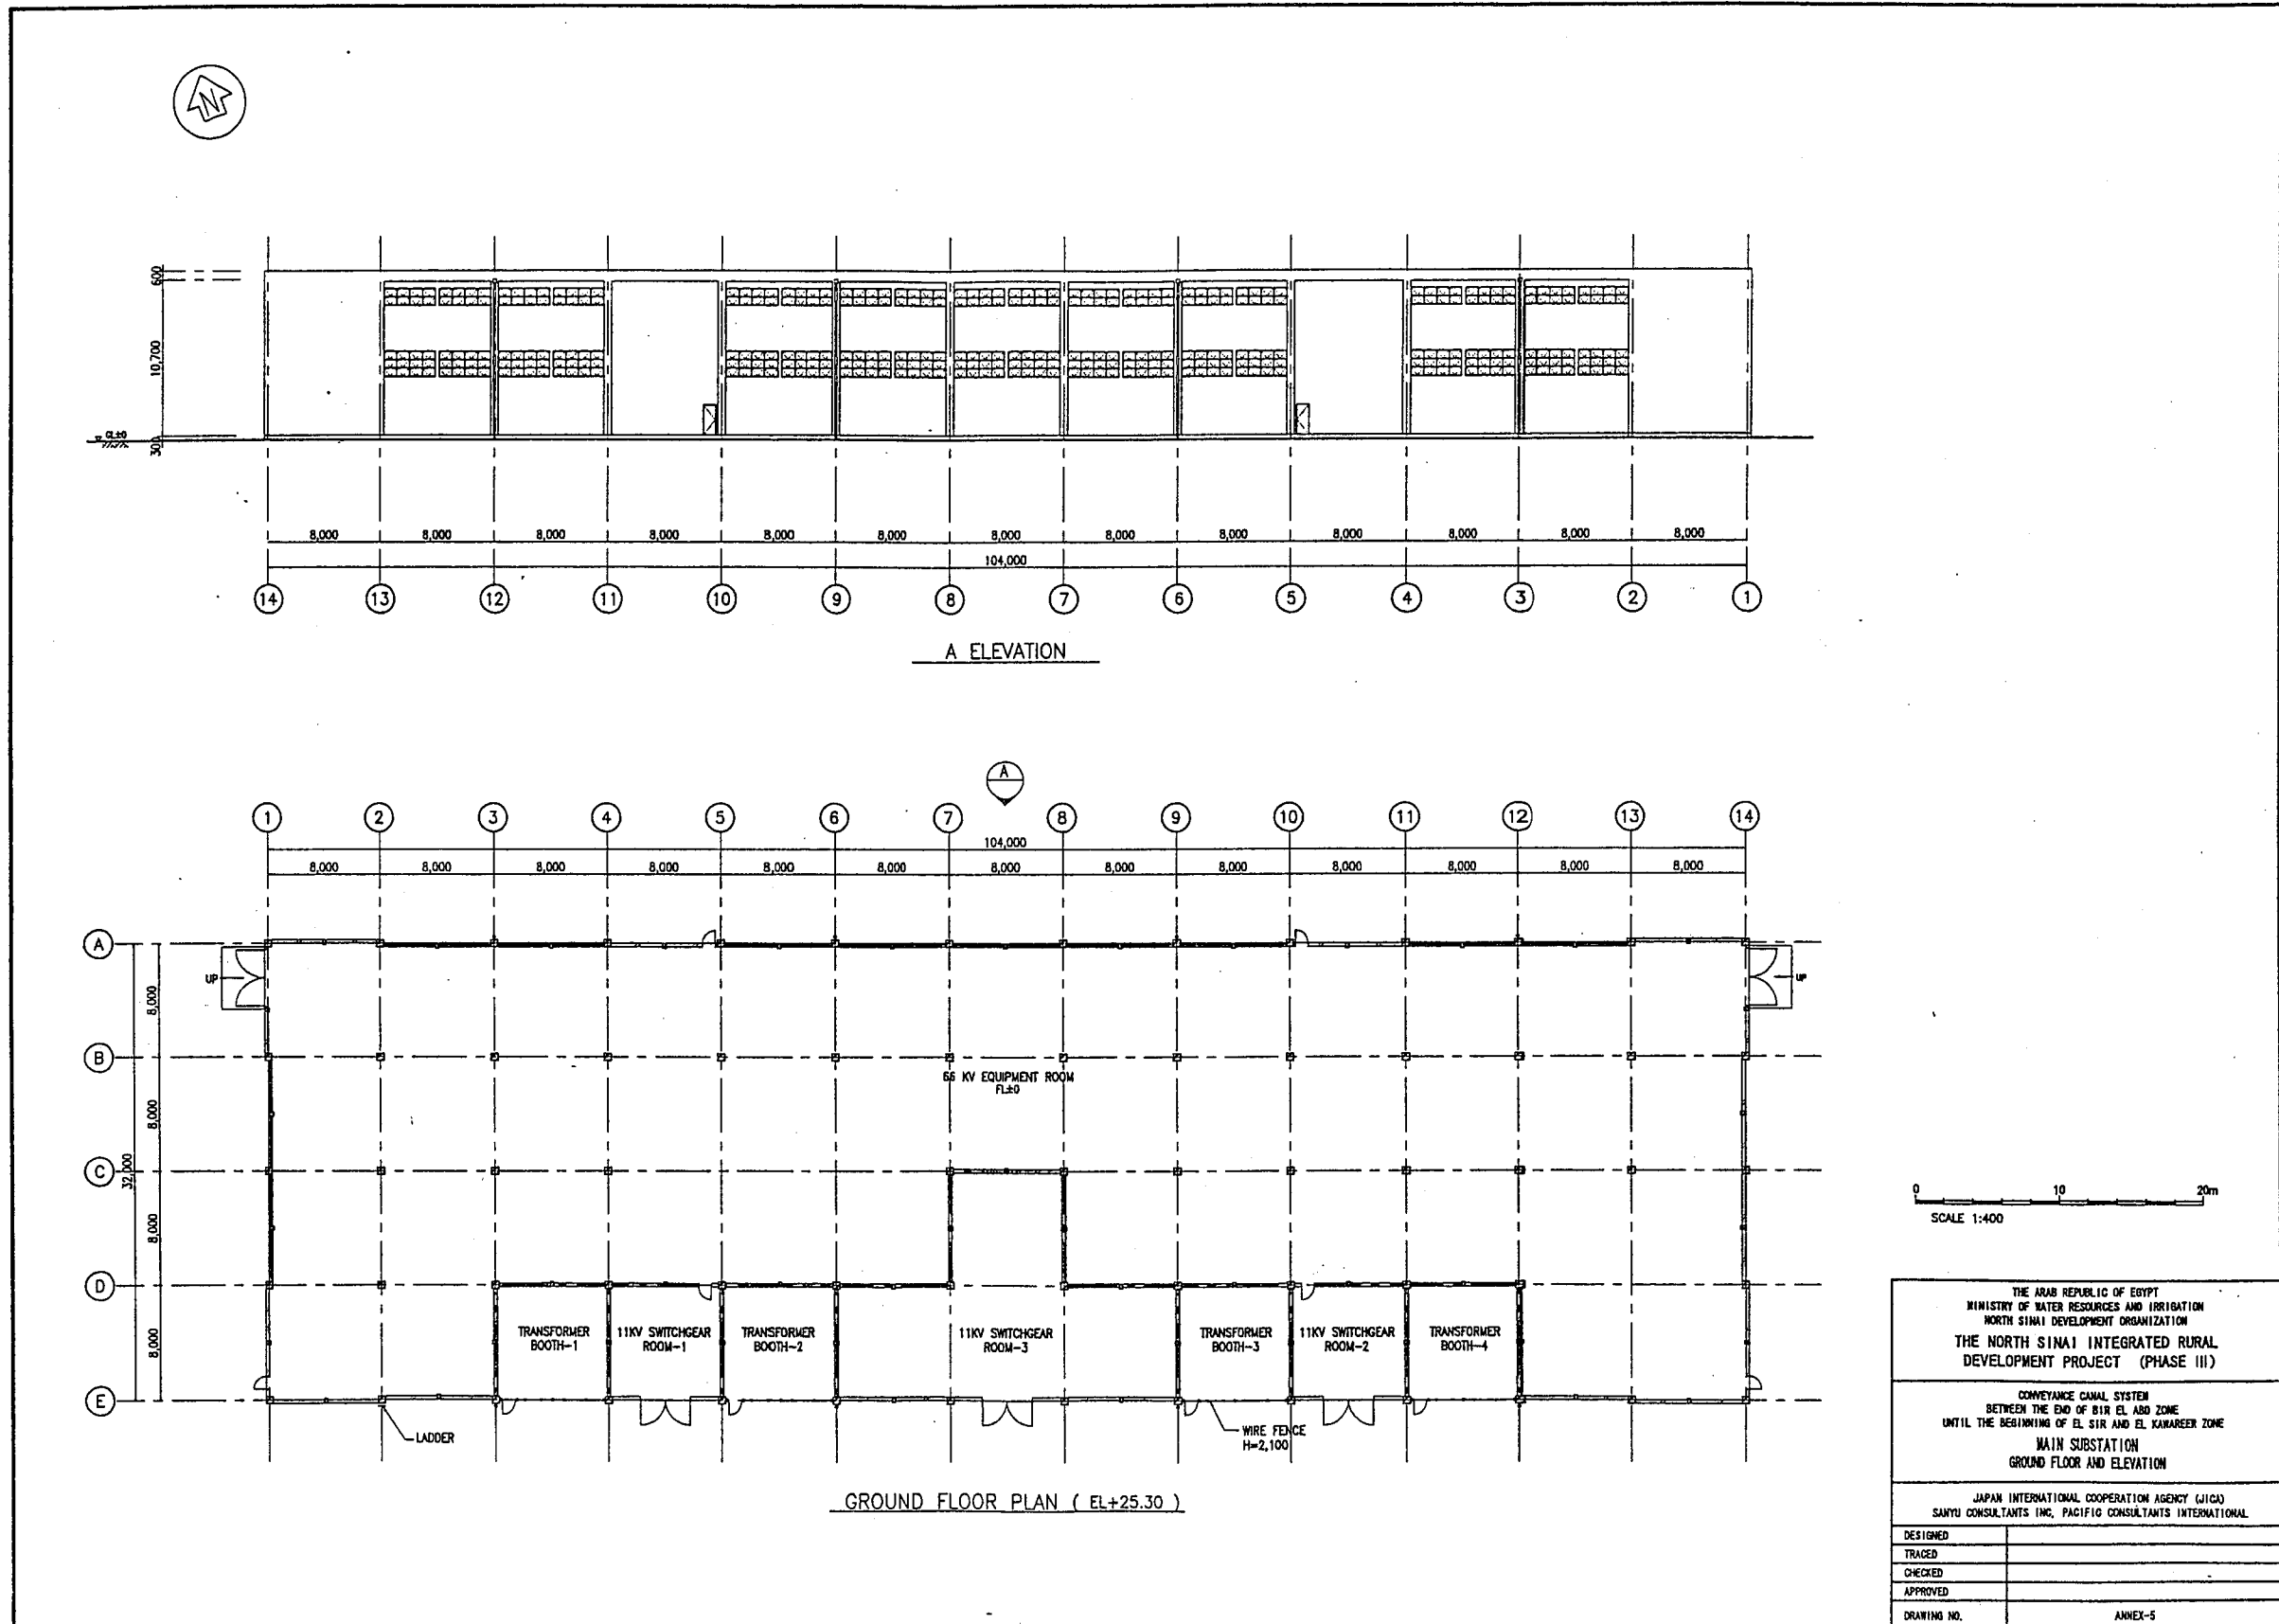 N
600
10,700
300
GL±0
8,000 8,000 8,000 8,000 8,000 8,000 8,000 8,000 8,000 8,000 8,000 8,000 8,000
104,000
14 13 12 11 10 9 8 7 6 5 4 3 2 1
A ELEVATION
A
1 2 3 4 5 6 7 8 9 10 11 12 13 14
104,000
8,000 8,000 8,000 8,000 8,000 8,000 8,000 8,000 8,000 8,000 8,000 8,000 8,000
A
UP
UP
8,000
B
66 KV EQUIPMENT ROOM
FL±0
8,000
C
32,000
8,000
D
8,000
TRANSFORMER
BOOTH-1
11KV SWITCHGEAR
ROOM-1
TRANSFORMER
BOOTH-2
11KV SWITCHGEAR
ROOM-3
TRANSFORMER
BOOTH-3
11KV SWITCHGEAR
ROOM-2
TRANSFORMER
BOOTH-4
E
LADDER
WIRE FENCE
H=2,100
GROUND FLOOR PLAN ( EL+25.30 )
0 10 20m
SCALE 1:400
THE ARAB REPUBLIC OF EGYPT
MINISTRY OF WATER RESOURCES AND IRRIGATION
NORTH SINAI DEVELOPMENT ORGANIZATION
THE NORTH SINAI INTEGRATED RURAL
DEVELOPMENT PROJECT (PHASE III)
CONVEYANCE CANAL SYSTEM
BETWEEN THE END OF BIR EL ABD ZONE
UNTIL THE BEGINNING OF EL SIR AND EL KAWAREER ZONE
MAIN SUBSTATION
GROUND FLOOR AND ELEVATION
JAPAN INTERNATIONAL COOPERATION AGENCY (JICA)
SANYU CONSULTANTS INC, PACIFIC CONSULTANTS INTERNATIONAL
DESIGNED
TRACED
CHECKED
APPROVED
DRAWING NO. ANNEX-5